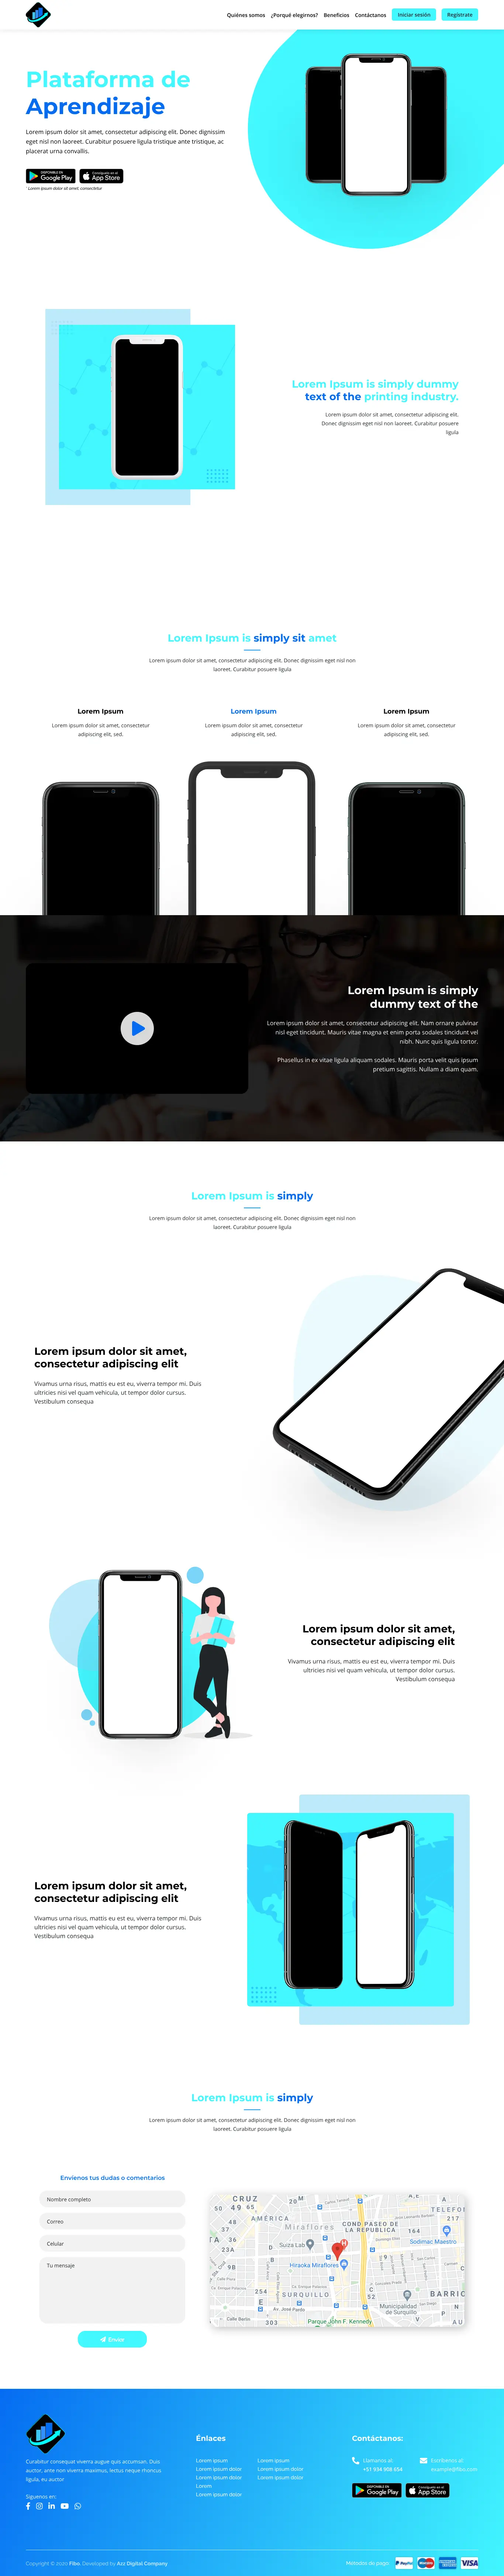 Quiénes somos ¿Porqué elegirnos? Beneficios Contáctanos Iniciar sesión Regístrate
Plataforma de
Aprendizaje
Lorem ipsum dolor sit amet, consectetur adipiscing elit. Donec dignissim
eget nisl non laoreet. Curabitur posuere ligula tristique ante tristique, ac
placerat urna convallis.
DISPONIBLE EN
Google Play
Consíguelo en el
App Store
* Lorem ipsum dolor sit amet, consectetur
Lorem Ipsum is simply dummy
text of the printing industry.
Lorem ipsum dolor sit amet, consectetur adipiscing elit.
Donec dignissim eget nisl non laoreet. Curabitur posuere
ligula
Lorem Ipsum is simply sit amet
Lorem ipsum dolor sit amet, consectetur adipiscing elit. Donec dignissim eget nisl non
laoreet. Curabitur posuere ligula
Lorem Ipsum
Lorem ipsum dolor sit amet, consectetur
adipiscing elit, sed.
Lorem Ipsum
Lorem ipsum dolor sit amet, consectetur
adipiscing elit, sed.
Lorem Ipsum
Lorem ipsum dolor sit amet, consectetur
adipiscing elit, sed.
Lorem Ipsum is simply
dummy text of the
Lorem ipsum dolor sit amet, consectetur adipiscing elit. Nam ornare pulvinar
nisl eget tincidunt. Mauris vitae magna et enim porta sodales tincidunt vel
nibh. Nunc quis ligula tortor.
Phasellus in ex vitae ligula aliquam sodales. Mauris porta velit quis ipsum
pretium sagittis. Nullam a diam quam.
Lorem Ipsum is simply
Lorem ipsum dolor sit amet, consectetur adipiscing elit. Donec dignissim eget nisl non
laoreet. Curabitur posuere ligula
Lorem ipsum dolor sit amet,
consectetur adipiscing elit
Vivamus urna risus, mattis eu est eu, viverra tempor mi. Duis
ultricies nisi vel quam vehicula, ut tempor dolor cursus.
Vestibulum consequa
Lorem ipsum dolor sit amet,
consectetur adipiscing elit
Vivamus urna risus, mattis eu est eu, viverra tempor mi. Duis
ultricies nisi vel quam vehicula, ut tempor dolor cursus.
Vestibulum consequa
Lorem ipsum dolor sit amet,
consectetur adipiscing elit
Vivamus urna risus, mattis eu est eu, viverra tempor mi. Duis
ultricies nisi vel quam vehicula, ut tempor dolor cursus.
Vestibulum consequa
Lorem Ipsum is simply
Lorem ipsum dolor sit amet, consectetur adipiscing elit. Donec dignissim eget nisl non
laoreet. Curabitur posuere ligula
Envíenos tus dudas o comentarios
Nombre completo
Correo
Celular
Tu mensaje
Enviar
CRUZ
AMÉRICA
Miraflores
COND PASEO DE
LA REPUBLICA
TELEFON
Sodimac Maestro
Suiza Lab
Hiraoka Miraflores
SURQUILLO
BARRIO
Municipalidad
de Surquillo
Av. José Pardo
Calle Berlin
Parque John F. Kennedy
Curabitur consequat viverra augue quis accumsan. Duis
auctor, ante non viverra maximus, lectus neque rhoncus
ligula, eu auctor
Síguenos en:
Énlaces
Lorem ipsum
Lorem ipsum dolor
Lorem ipsum dolor
Lorem
Lorem ipsum dolor
Lorem ipsum
Lorem ipsum dolor
Lorem ipsum dolor
Contáctanos:
Llamanos al:
+51 934 908 654
Escríbenos al:
example@fibo.com
DISPONIBLE EN
Google Play
Consíguelo en el
App Store
Copyright © 2020 Fibo. Developed by A2z Digital Company
Métodos de pago:
PayPal
Maestro
AMERICAN EXPRESS
VISA